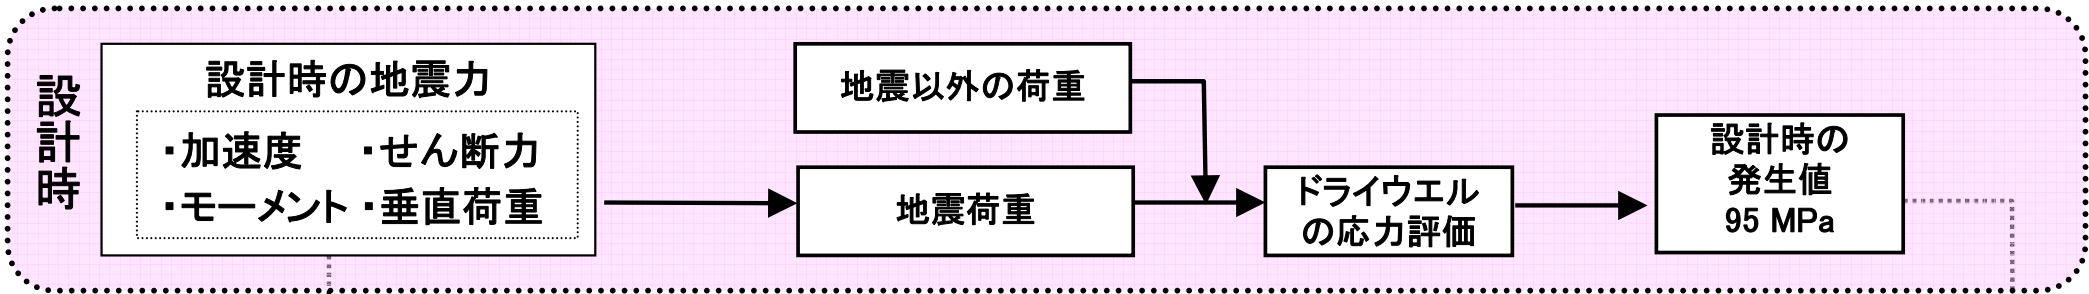 設計時
設計時の地震力
・加速度 ・せん断力
・モーメント ・垂直荷重
地震以外の荷重
地震荷重
ドライウエル
の応力評価
設計時の
発生値
95 MPa